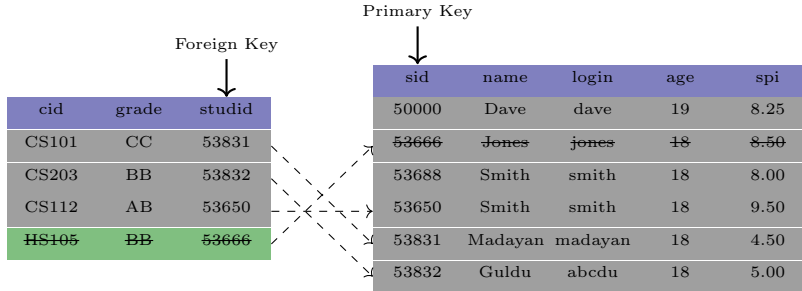 Primary Key
Foreign Key
sid name login age spi
cid grade studid
50000 Dave dave 19 8.25
CS101 CC 53831
53666 Jones jones 18 8.50
CS203 BB 53832
53688 Smith smith 18 8.00
CS112 AB 53650
53650 Smith smith 18 9.50
HS105 BB 53666
53831 Madayan madayan 18 4.50
53832 Guldu abcdu 18 5.00